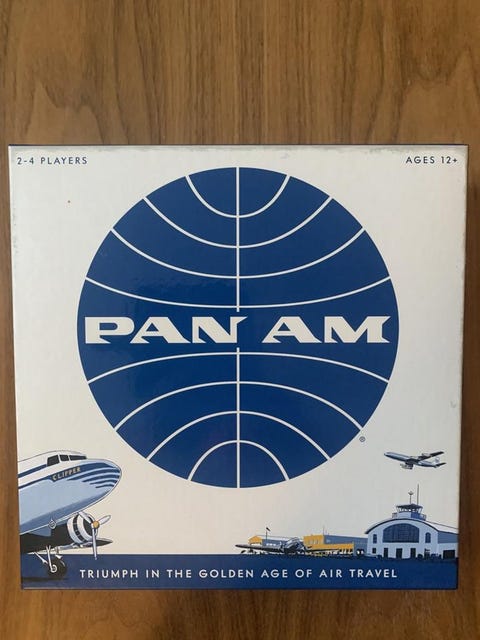 2-4 PLAYERS
AGES 12+
PAN AM
®
CLIPPER
TRIUMPH IN THE GOLDEN AGE OF AIR TRAVEL